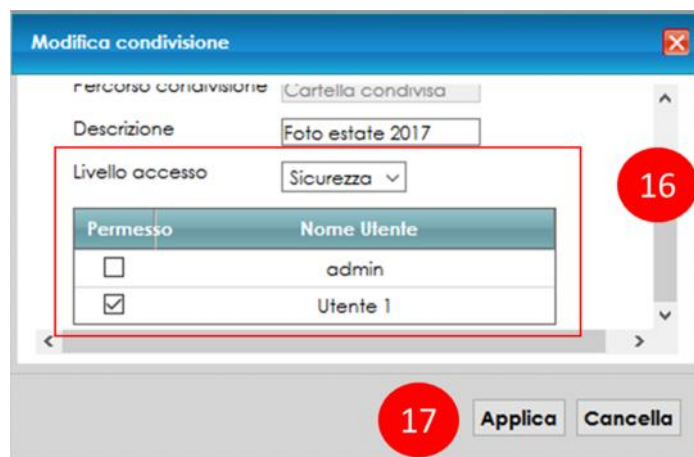 Modifica condivisione
Percorso condivisione Cartella condivisa
Descrizione Foto estate 2017
Livello accesso Sicurezza
16
Permesso Nome Utente
admin
Utente 1
17 Applica Cancella